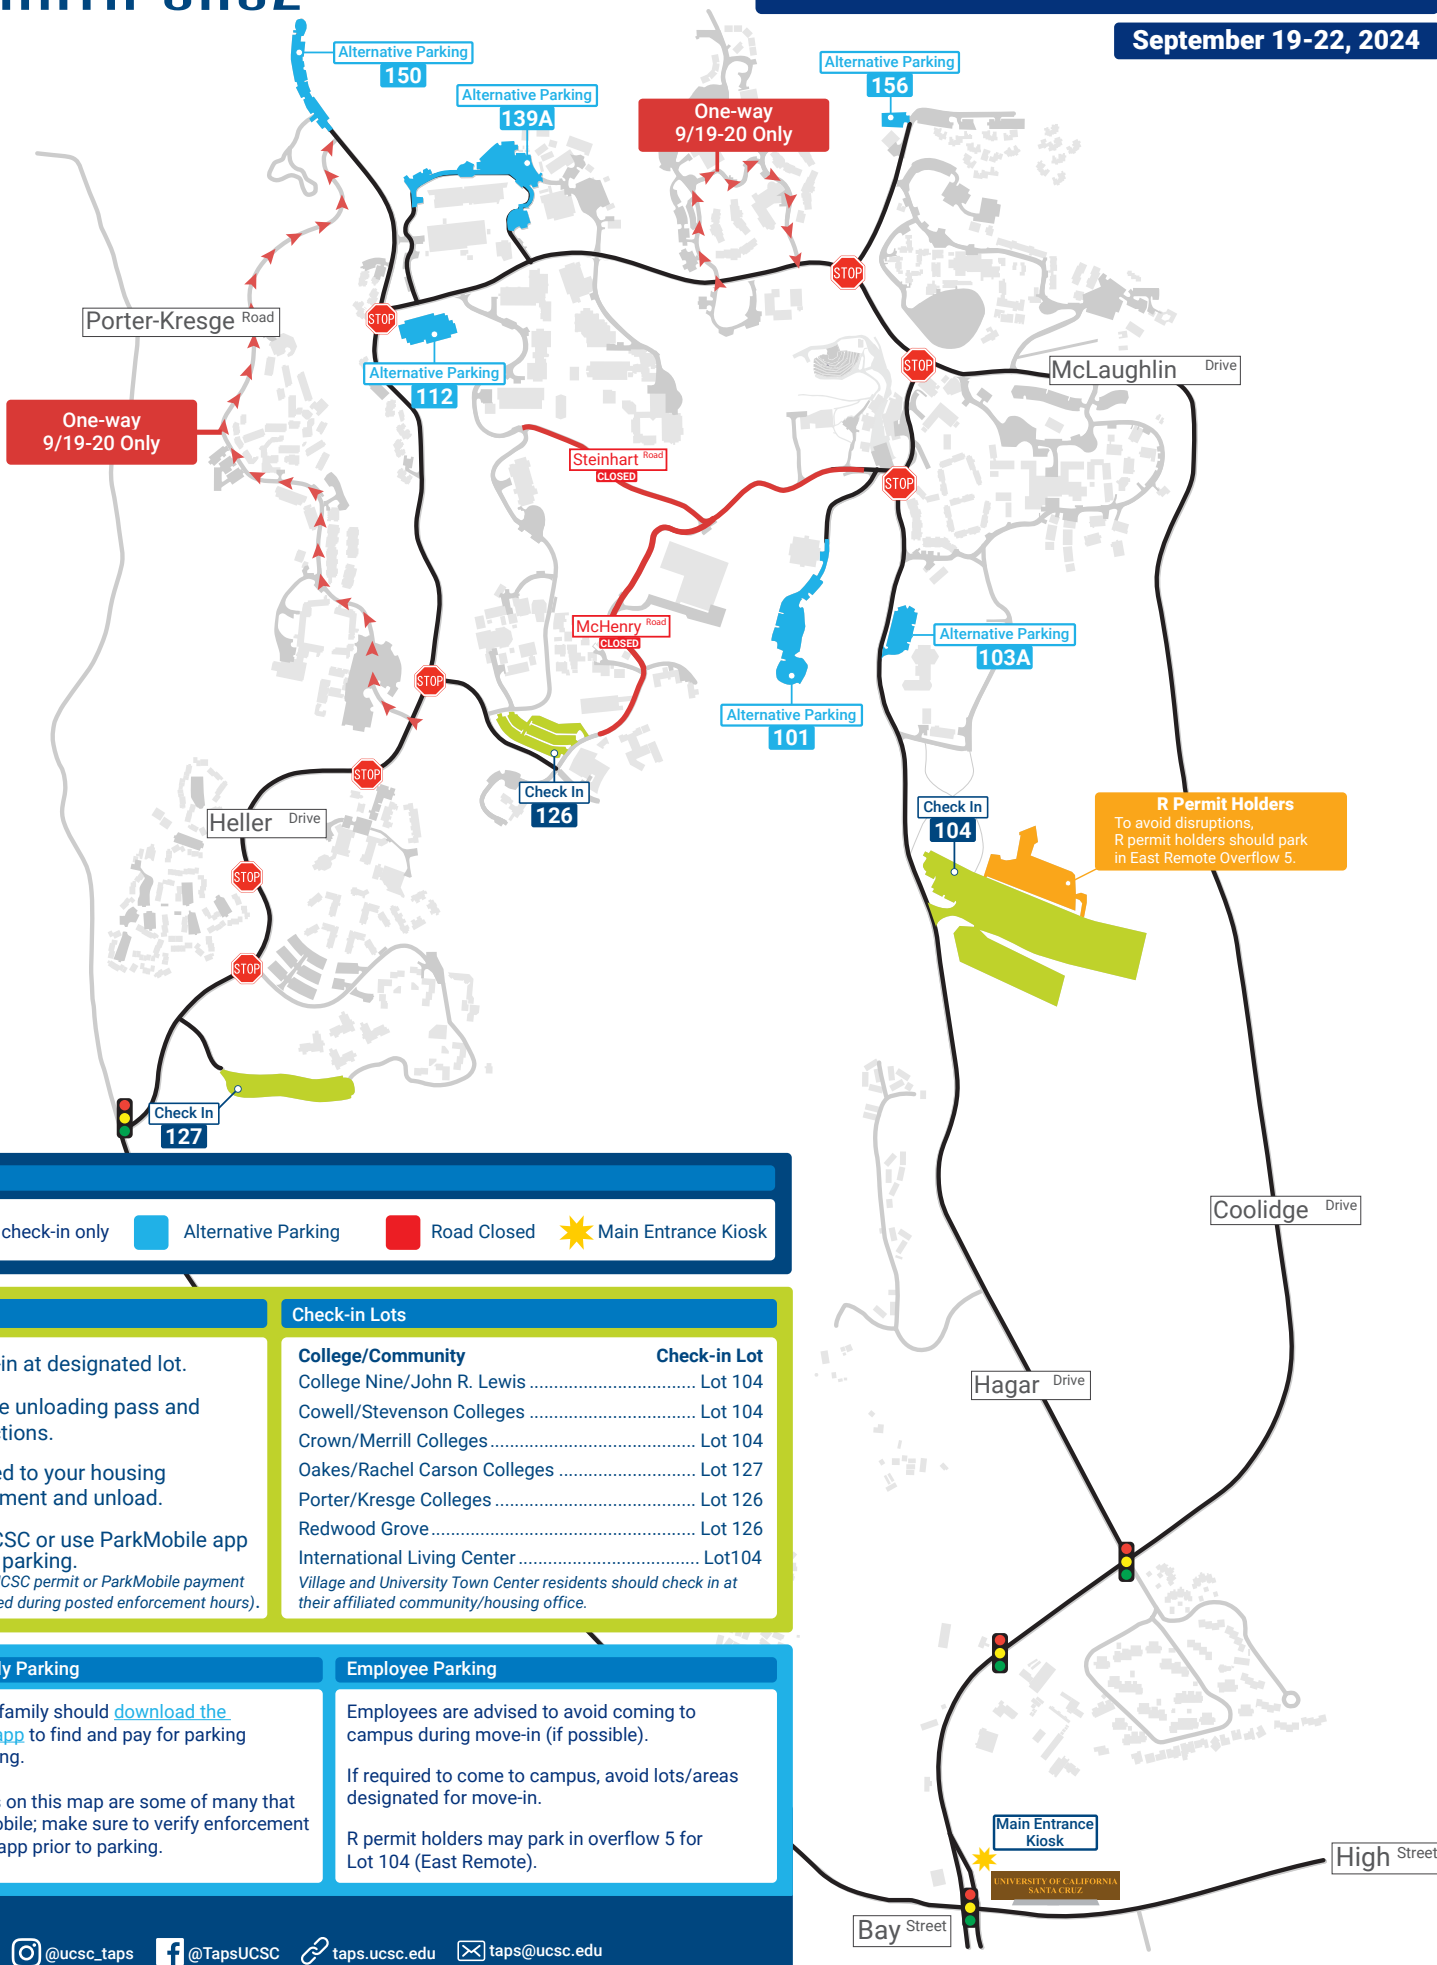 September 19-22, 2024
Alternative Parking
150
Alternative Parking
139A
One-way
9/19-20 Only
Alternative Parking
156
STOP
STOP
Porter-Kresge Road
Alternative Parking
112
STOP
McLaughlin Drive
One-way
9/19-20 Only
Steinhart Road
CLOSED
STOP
McHenry Road
CLOSED
Alternative Parking
103A
STOP
Alternative Parking
101
STOP
Check In
126
Heller Drive
Check In
104
R Permit Holders
To avoid disruptions,
R permit holders should park
in East Remote Overflow 5.
STOP
STOP
Check In
127
check-in only
Alternative Parking
Road Closed
Main Entrance Kiosk
Coolidge Drive
in at designated lot.
e unloading pass and
tions.
ed to your housing
ment and unload.
CSC or use ParkMobile app
parking.
UCSC permit or ParkMobile payment
ed during posted enforcement hours).
Check-in Lots
College/Community Check-in Lot
College Nine/John R. Lewis ................................ Lot 104
Cowell/Stevenson Colleges ................................ Lot 104
Crown/Merrill Colleges ....................................... Lot 104
Oakes/Rachel Carson Colleges .......................... Lot 127
Porter/Kresge Colleges ...................................... Lot 126
Redwood Grove .................................................. Lot 126
International Living Center .................................. Lot104
Village and University Town Center residents should check in at
their affiliated community/housing office.
Hagar Drive
ly Parking
family should download the
app to find and pay for parking
ng.
s on this map are some of many that
obile; make sure to verify enforcement
app prior to parking.
Employee Parking
Employees are advised to avoid coming to
campus during move-in (if possible).
If required to come to campus, avoid lots/areas
designated for move-in.
R permit holders may park in overflow 5 for
Lot 104 (East Remote).
Main Entrance
Kiosk
UNIVERSITY OF CALIFORNIA
SANTA CRUZ
High Street
Bay Street
@ucsc_taps
@TapsUCSC
taps.ucsc.edu
taps@ucsc.edu